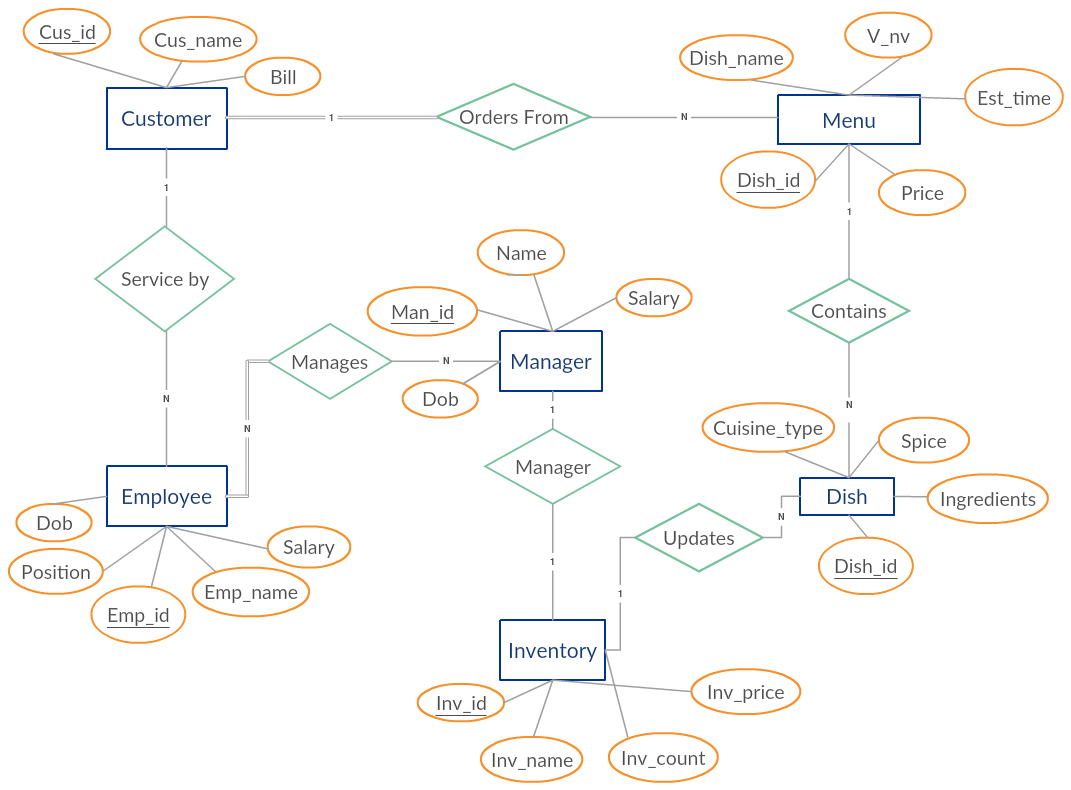 Cus_id
Cus_name
Bill
Customer
1
Orders From
N
Dish_name
V_nv
Est_time
Menu
Dish_id
Price
1
Service by
N
1
Contains
N
Name
Man_id
Salary
Manages
N
Manager
Dob
N
1
Manager
1
Cuisine_type
Spice
Dish
Ingredients
Dish_id
N
Updates
1
Employee
Dob
Position
Emp_id
Emp_name
Salary
Inventory
Inv_id
Inv_name
Inv_count
Inv_price